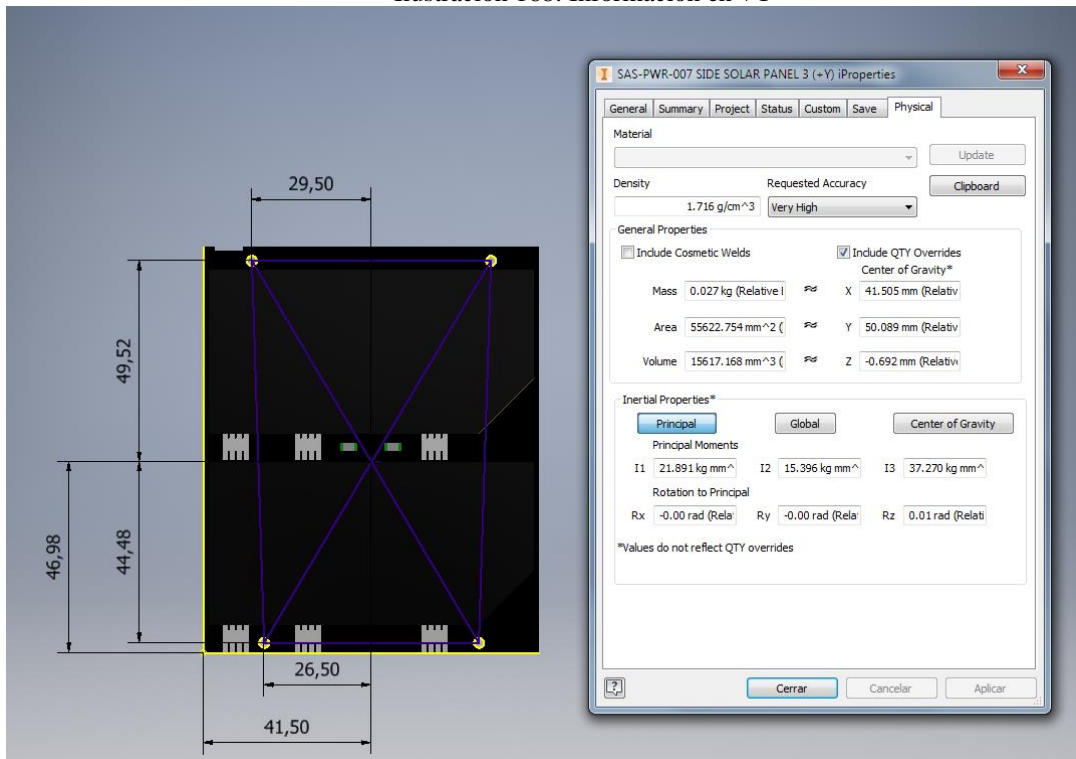 SAS-PWR-007 SIDE SOLAR PANEL 3 (+Y) iProperties
General Summary Project Status Custom Save Physical
Material
Update
Density Requested Accuracy Clipboard
1.716 g/cm^3 Very High
General Properties
Include Cosmetic Welds Include QTY Overrides
Center of Gravity*
Mass 0.027 kg (Relative X 41.505 mm (Relativ
Area 55622.754 mm^2 ( Y 50.089 mm (Relativ
Volume 15617.168 mm^3 ( Z -0.692 mm (Relativ
Inertial Properties*
Principal Global Center of Gravity
Principal Moments
I1 21.891 kg mm^ I2 15.396 kg mm^ I3 37.270 kg mm^
Rotation to Principal
Rx -0.00 rad (Rela Ry -0.00 rad (Rela Rz 0.01 rad (Relati
*Values do not reflect QTY overrides
Cerrar Cancelar Aplicar
29,50
49,52
46,98
44,48
26,50
41,50